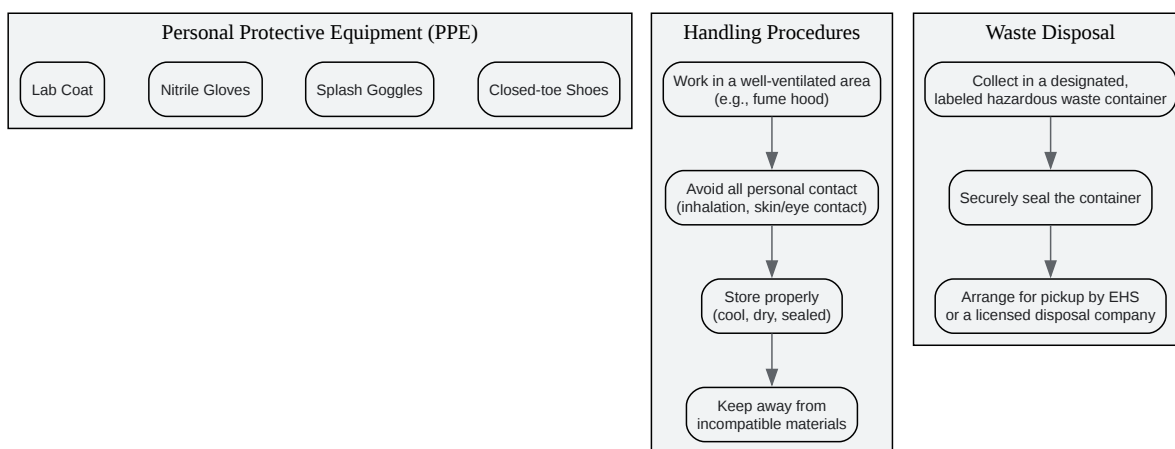 Personal Protective Equipment (PPE)
Lab Coat
Nitrile Gloves
Splash Goggles
Closed-toe Shoes
Handling Procedures
Work in a well-ventilated area
(e.g., fume hood)
Avoid all personal contact
(inhalation, skin/eye contact)
Store properly
(cool, dry, sealed)
Keep away from
incompatible materials
Waste Disposal
Collect in a designated,
labeled hazardous waste container
Securely seal the container
Arrange for pickup by EHS
or a licensed disposal company